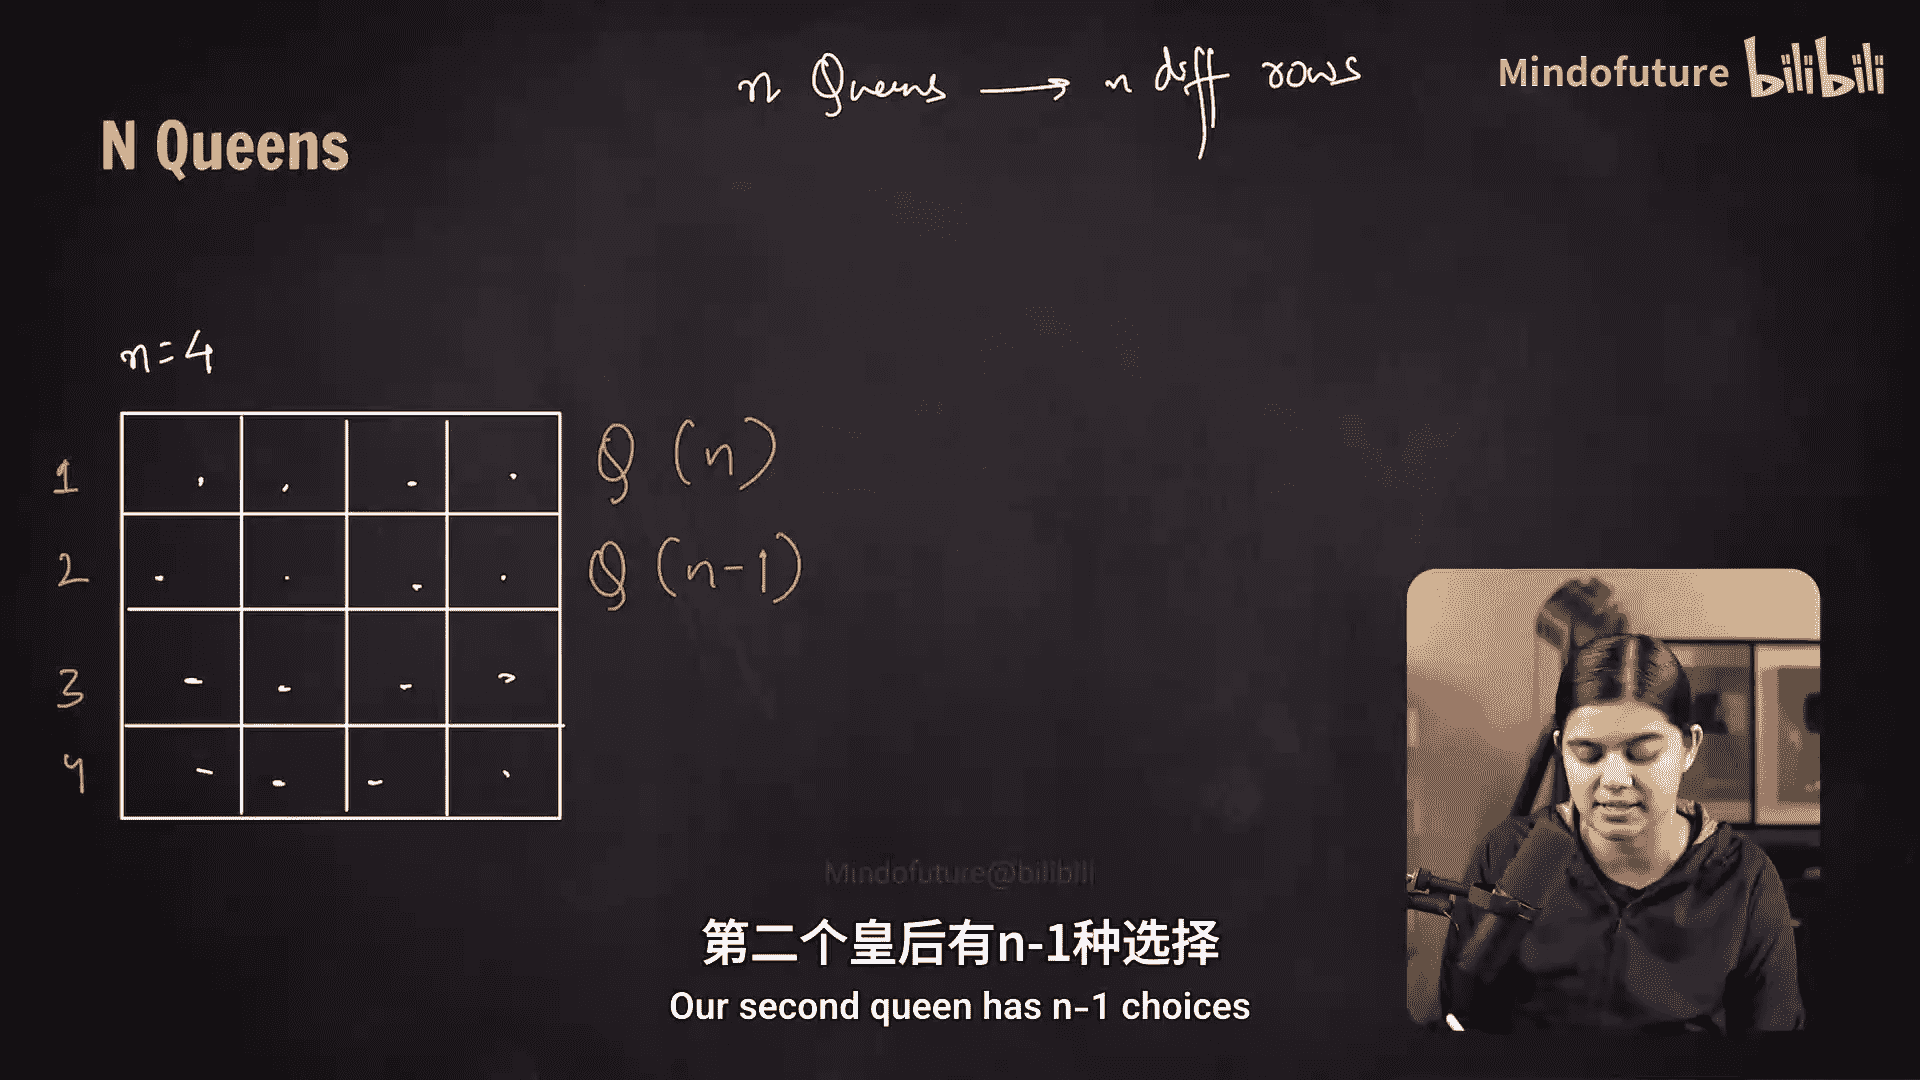 n Queens → n diff rows
Mindofuture bilibili
N Queens
n=4
1 Q (n)
2 Q (n-1)
3
4
Mindofuture@bilibili
第二个皇后有n-1种选择
Our second queen has n-1 choices